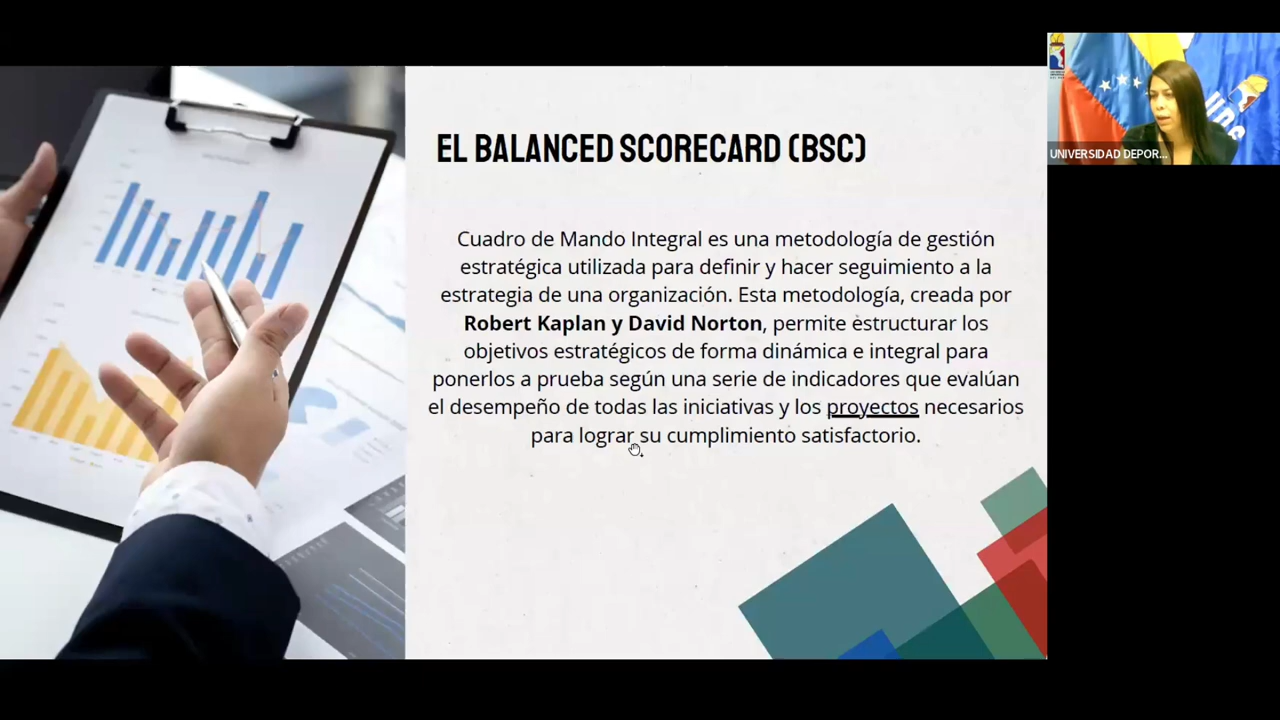 EL BALANCED SCORECARD (BSC)
Cuadro de Mando Integral es una metodología de gestión
estratégica utilizada para definir y hacer seguimiento a la
estrategia de una organización. Esta metodología, creada por
Robert Kaplan y David Norton, permite estructurar los
objetivos estratégicos de forma dinámica e integral para
ponerlos a prueba según una serie de indicadores que evalúan
el desempeño de todas las iniciativas y los proyectos necesarios
para lograr su cumplimiento satisfactorio.
UNIVERSIDAD DEPOR...